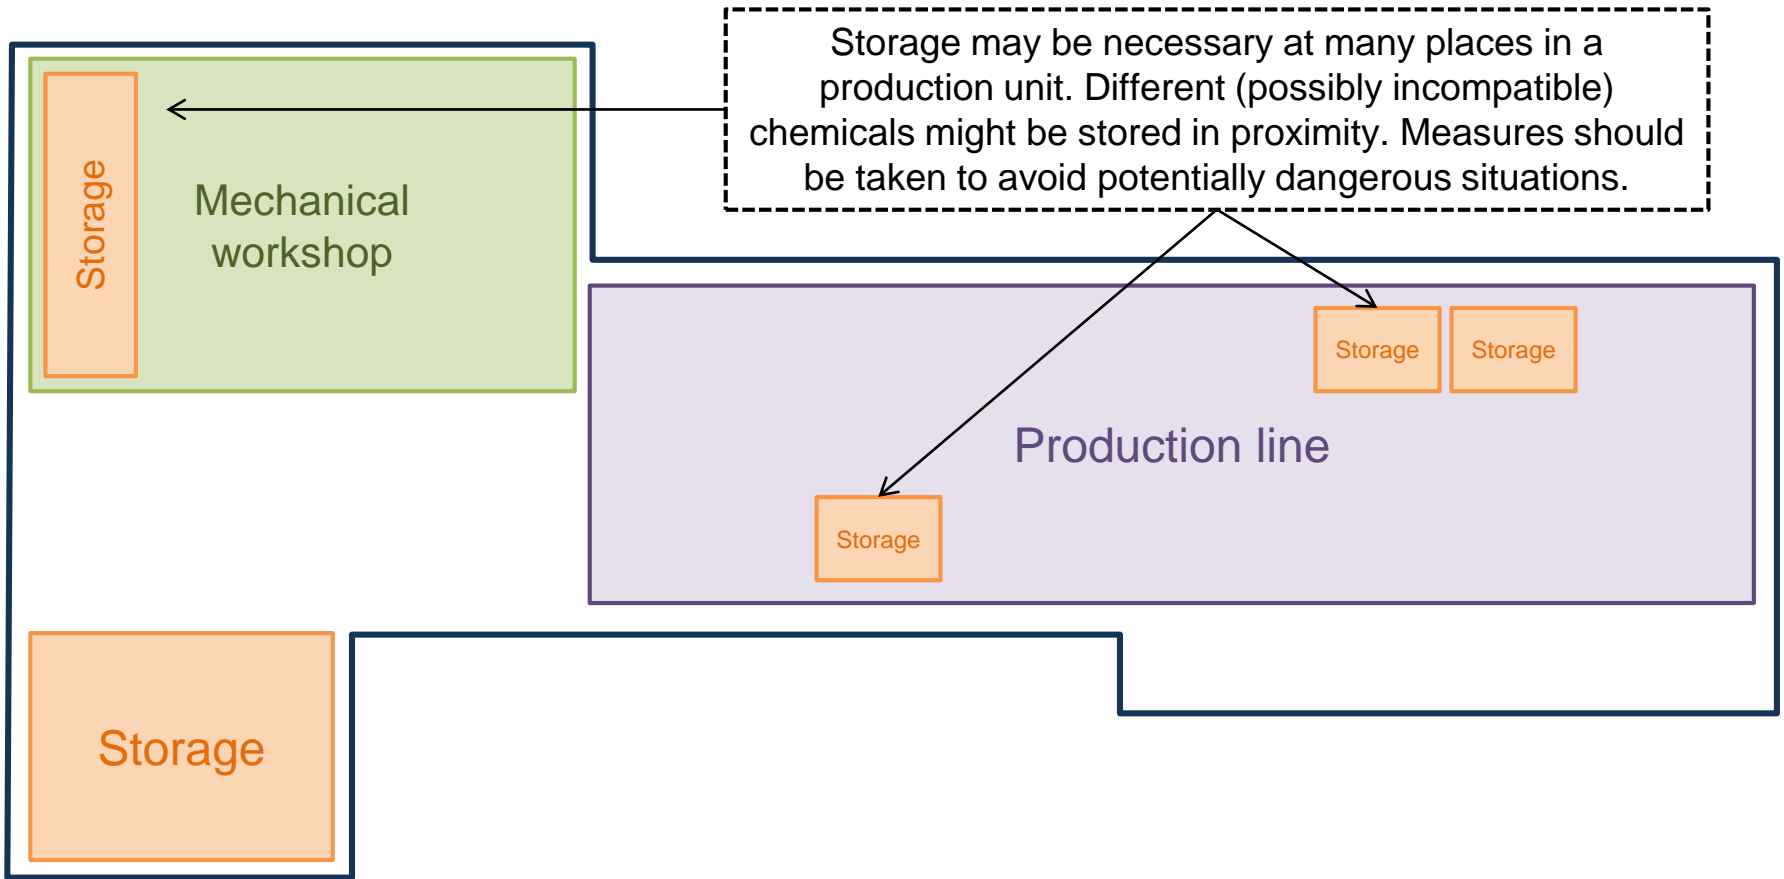 Storage may be necessary at many places in a
production unit. Different (possibly incompatible)
chemicals might be stored in proximity. Measures should
be taken to avoid potentially dangerous situations.
Storage
Mechanical
workshop
Storage
Storage
Production line
Storage
Storage